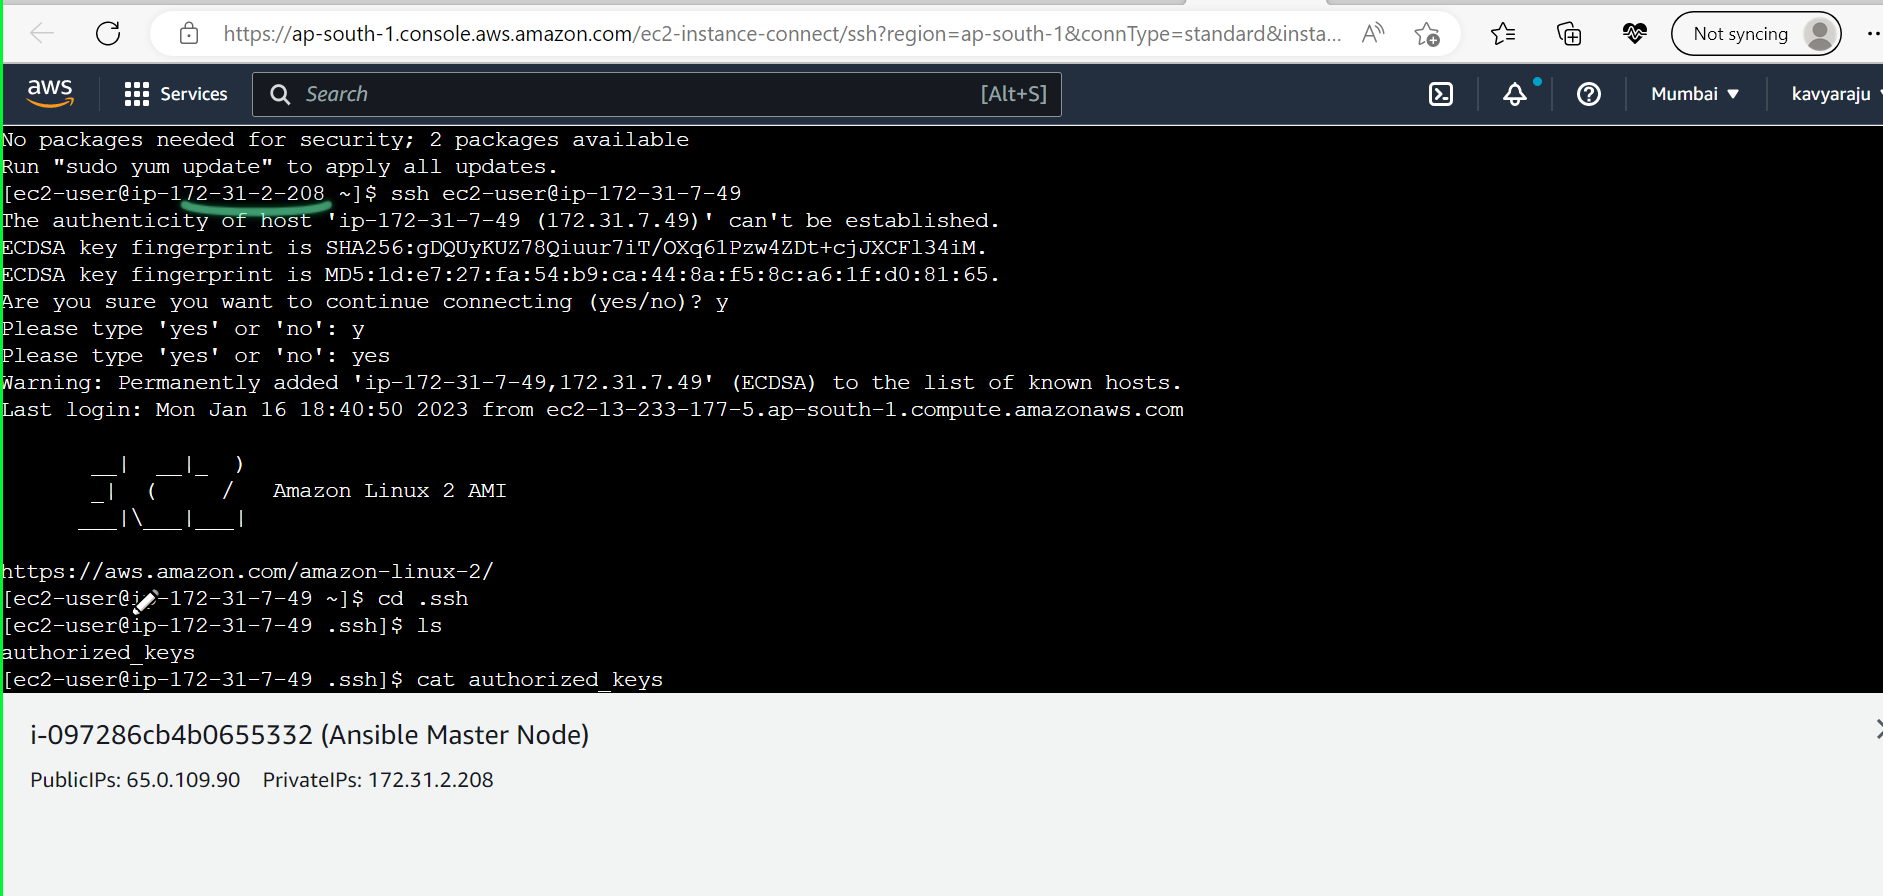 https://ap-south-1.console.aws.amazon.com/ec2-instance-connect/ssh?region=ap-south-1&connType=standard&insta...
Not syncing
aws
Services
Search
[Alt+S]
Mumbai
kavyaraju
No packages needed for security; 2 packages available
Run "sudo yum update" to apply all updates.
[ec2-user@ip-172-31-2-208 ~]$ ssh ec2-user@ip-172-31-7-49
The authenticity of host 'ip-172-31-7-49 (172.31.7.49)' can't be established.
ECDSA key fingerprint is SHA256:gDQUyKUZ78Qiuur7iT/OXq61Pzw4ZDt+cjJXCFl34iM.
ECDSA key fingerprint is MD5:1d:e7:27:fa:54:b9:ca:44:8a:f5:8c:a6:1f:d0:81:65.
Are you sure you want to continue connecting (yes/no)? y
Please type 'yes' or 'no': y
Please type 'yes' or 'no': yes
Warning: Permanently added 'ip-172-31-7-49,172.31.7.49' (ECDSA) to the list of known hosts.
Last login: Mon Jan 16 18:40:50 2023 from ec2-13-233-177-5.ap-south-1.compute.amazonaws.com
__|  __|_  )
_|  (     /   Amazon Linux 2 AMI
___|\___|___|
https://aws.amazon.com/amazon-linux-2/
[ec2-user@ip-172-31-7-49 ~]$ cd .ssh
[ec2-user@ip-172-31-7-49 .ssh]$ ls
authorized_keys
[ec2-user@ip-172-31-7-49 .ssh]$ cat authorized_keys
i-097286cb4b0655332 (Ansible Master Node)
PublicIPs: 65.0.109.90 PrivateIPs: 172.31.2.208